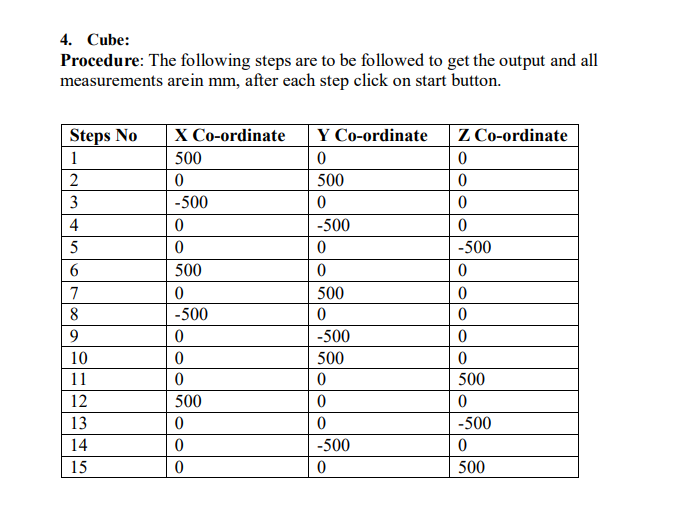 4. Cube:
Procedure: The following steps are to be followed to get the output and all
measurements arein mm, after each step click on start button.
Steps No X Co-ordinate Y Co-ordinate Z Co-ordinate
1 500 0 0
2 0 500 0
3 -500 0 0
4 0 -500 0
5 0 0 -500
6 500 0 0
7 0 500 0
8 -500 0 0
9 0 -500 0
10 0 500 0
11 0 0 500
12 500 0 0
13 0 0 -500
14 0 -500 0
15 0 0 500